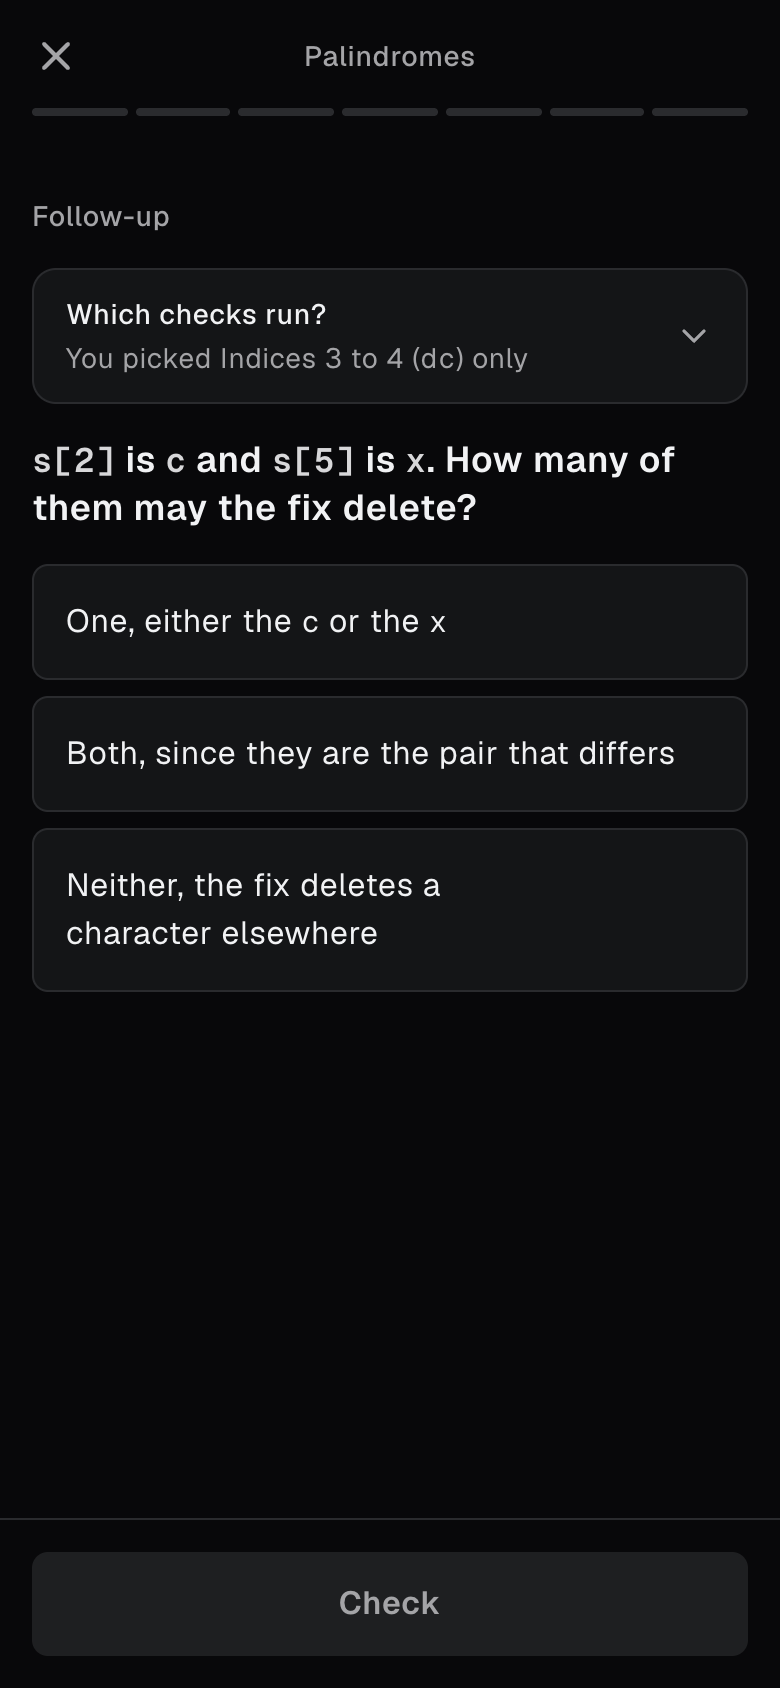 Palindromes
Follow-up
Which checks run?
You picked Indices 3 to 4 (dc) only
s[2] is c and s[5] is x. How many of
them may the fix delete?
One, either the c or the x
Both, since they are the pair that differs
Neither, the fix deletes a
character elsewhere
Check